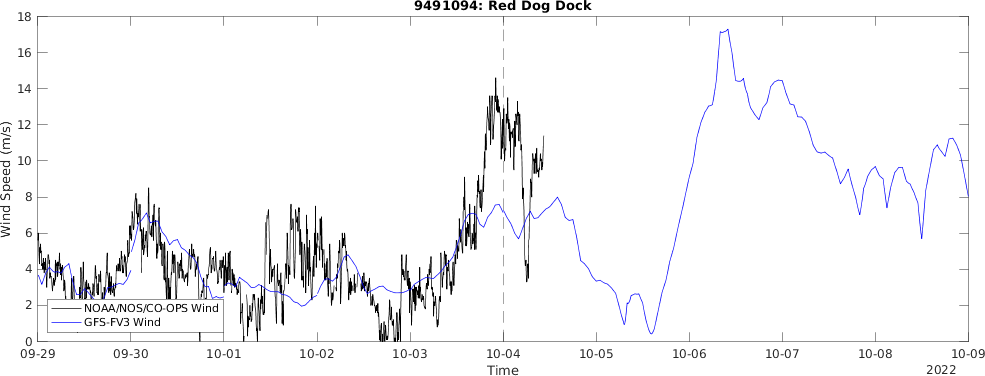 9491094: Red Dog Dock
Wind Speed (m/s)
18
16
14
12
10
8
6
4
2
0
NOAA/NOS/CO-OPS Wind
GFS-FV3 Wind
09-29 09-30 10-01 10-02 10-03 10-04 10-05 10-06 10-07 10-08 10-09
Time
2022